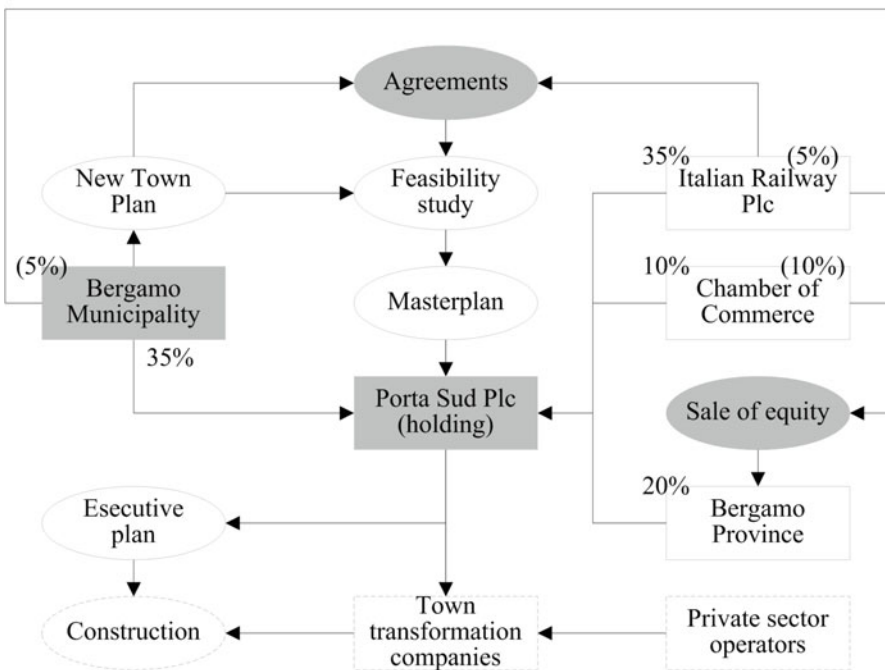 Agreements
35%
(5%)
New Town
Plan
Feasibility
study
Italian Railway
Plc
(5%)
10%
(10%)
Bergamo
Municipality
Masterplan
Chamber of
Commerce
35%
Porta Sud Plc
(holding)
Sale of equity
20%
Esecutive
plan
Bergamo
Province
Construction
Town
transformation
companies
Private sector
operators